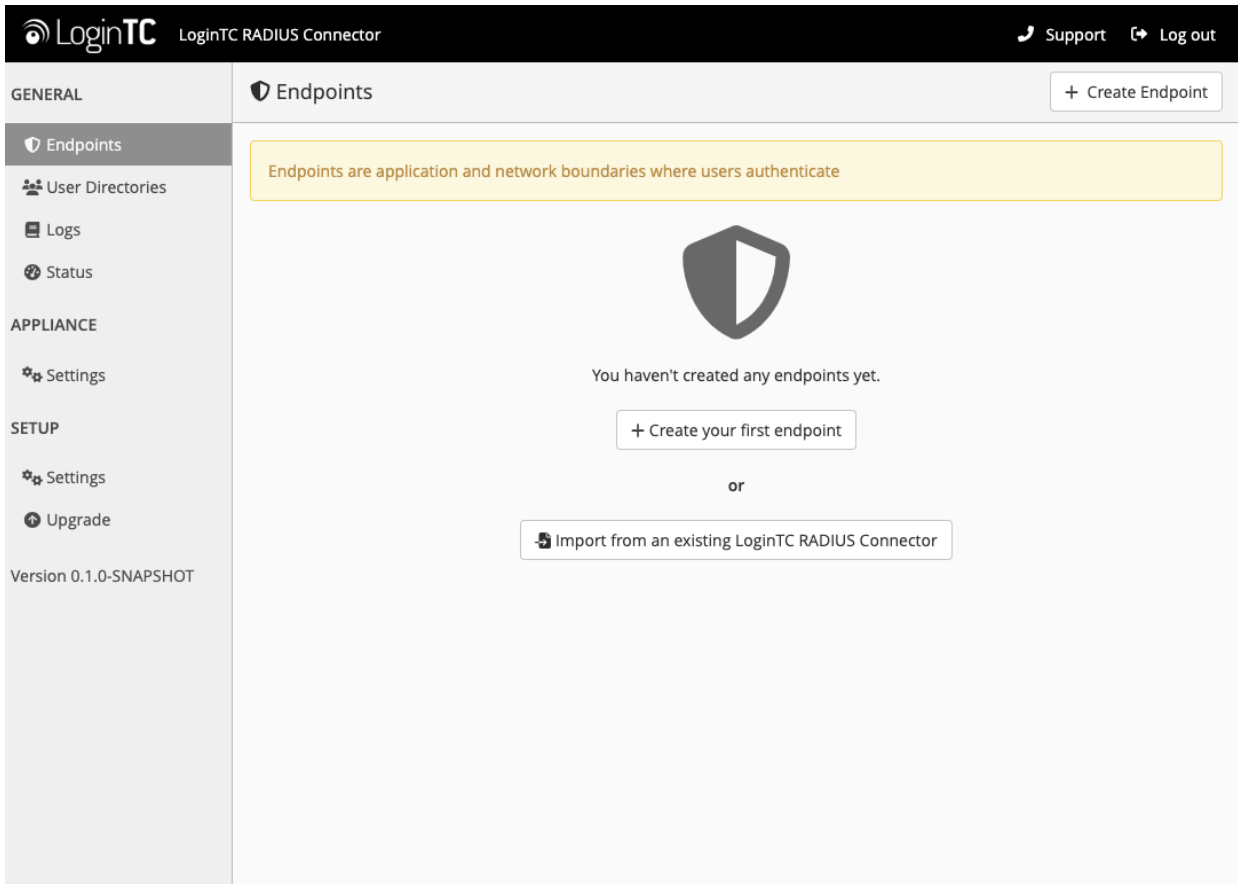 LoginTC LoginTC RADIUS Connector Support Log out
GENERAL
Endpoints
User Directories
Logs
Status
APPLIANCE
Settings
SETUP
Settings
Upgrade
Version 0.1.0-SNAPSHOT
Endpoints
+ Create Endpoint
Endpoints are application and network boundaries where users authenticate
You haven't created any endpoints yet.
+ Create your first endpoint
or
Import from an existing LoginTC RADIUS Connector